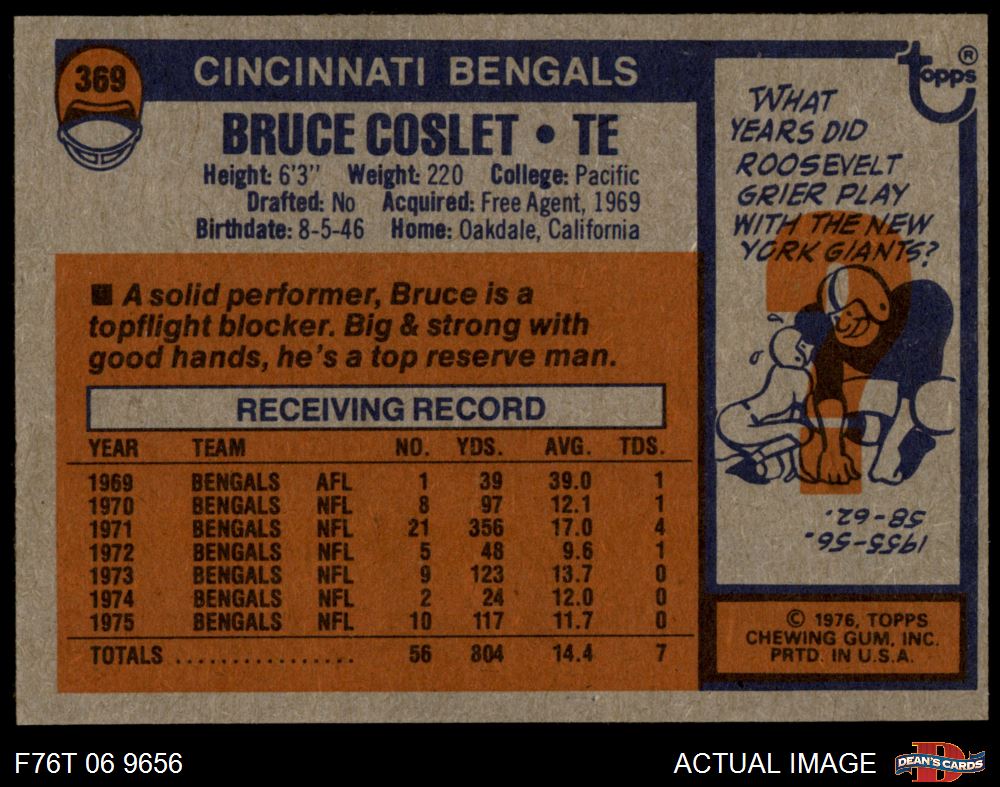 369
CINCINNATI BENGALS
BRUCE COSLET • TE
Height: 6'3" Weight: 220 College: Pacific
Drafted: No Acquired: Free Agent, 1969
Birthdate: 8-5-46 Home: Oakdale, California
■ A solid performer, Bruce is a
topflight blocker. Big & strong with
good hands, he's a top reserve man.
RECEIVING RECORD
YEAR TEAM NO. YDS. AVG. TDS.
1969 BENGALS AFL 1 39 39.0 1
1970 BENGALS NFL 8 97 12.1 1
1971 BENGALS NFL 21 356 17.0 4
1972 BENGALS NFL 5 48 9.6 1
1973 BENGALS NFL 9 123 13.7 0
1974 BENGALS NFL 2 24 12.0 0
1975 BENGALS NFL 10 117 11.7 0
TOTALS ................ 56 804 14.4 7
topps ®
WHAT
YEARS DID
ROOSEVELT
GRIER PLAY
WITH THE NEW
YORK GIANTS?
?
1955-56.
58-62.
© 1976, TOPPS
CHEWING GUM, INC.
PRTD. IN U.S.A.
F76T 06 9656
ACTUAL IMAGE
D
DEAN'S CARDS